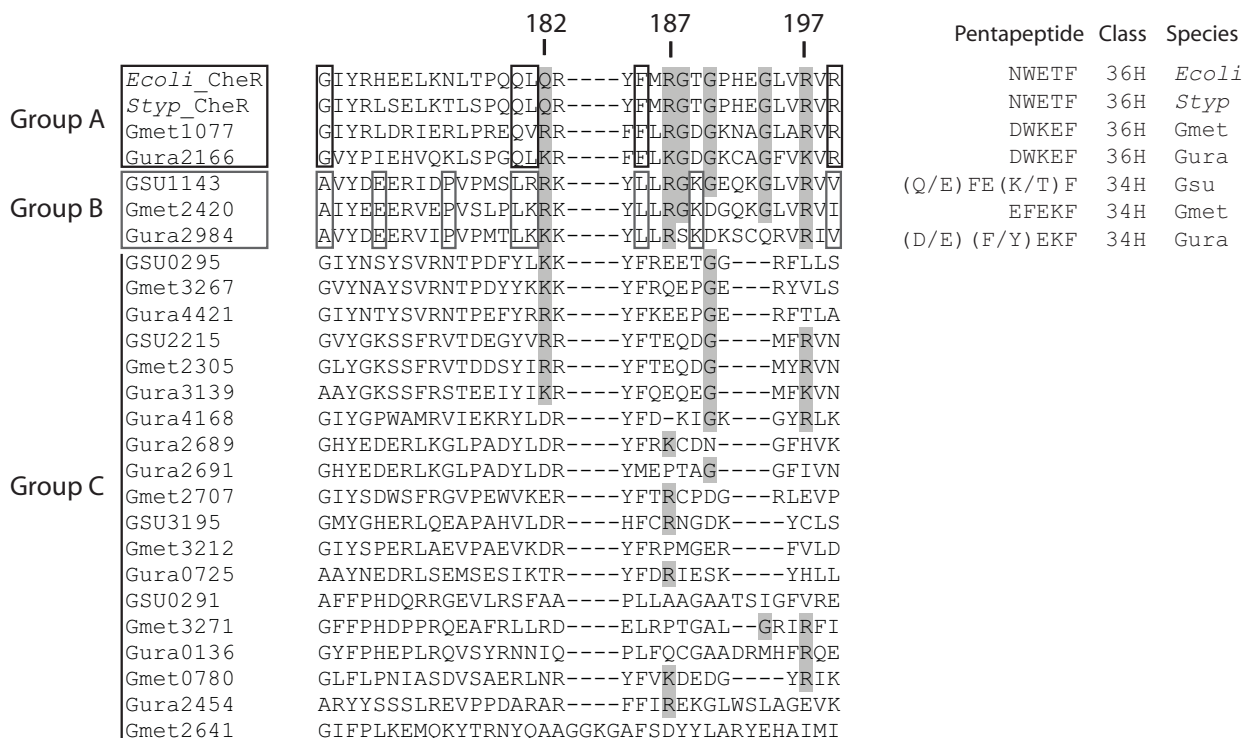 182 187 197
Pentapeptide Class Species
Group A
Ecoli_CheR GIYRHEELKNLTPQQLQR----YFMRGTGPHEGLVRVR NWETF 36H Ecoli
Styp_CheR GIYRLSELKTLSPQQLQR----YFMRGTGPHEGLVRVR NWETF 36H Styp
Gmet1077 GIYRLDRIERLPREQVRR----FFLRGDGKNAGLARVR DWKEF 36H Gmet
Gura2166 GVYPIEHVQKLSPGQLKR----FFLKGDGKCAGFVKVR DWKEF 36H Gura
Group B
GSU1143 AVYDEERIDPVPMSLRRK----YLLRGKGEQKGLVRVV (Q/E)FE(K/T)F 34H Gsu
Gmet2420 AIYEEERVEPVSLPLKRK----YLLRGKDGQKGLVRVI EFEKF 34H Gmet
Gura2984 AVYDEERVIPVPMTLKRK----YLLRSKDKSCQRVRIV (D/E)(F/Y)EKF 34H Gura
Group C
GSU0295 GIYNSYSVRNTPDFYLKK----YFREETGG---RFLLS
Gmet3267 GVYNAYSVRNTPDYYKKK----YFRQEPGE---RYVLS
Gura4421 GIYNTYSVRNTPEFYRRK----YFKEEPGE---RFTLA
GSU2215 GVYGKSSFRVTDEGYVRR----YFTEQDG----MFRVN
Gmet2305 GLYGKSSFRVTDDSYIRR----YFTEQDG----MYRVN
Gura3139 AAYGKSSFRSTEEIYIKR----YFQEQEG----MFKVN
Gura4168 GIYGPWAMRVIEKRYLDR----YFD-KIGK---GYRLK
Gura2689 GHYEDERLKGLPADYLDR----YFRKCDN----GFHVK
Gura2691 GHYEDERLKGLPADYLDR----YMEPTAG----GFIVN
Gmet2707 GIYSDWSFRGVPEWVKER----YFTRCPDG---RLEVP
GSU3195 GMYGHERLQEAPAHVLDR----HFCRNGDK----YCLS
Gmet3212 GIYSPERLAEVPAEVKDR----YFRPMGER----FVLD
Gura0725 AAYNEDRLSEMSESIKTR----YFDRIESK----YHLL
GSU0291 AFFPHDQRRGEVLRSFAA----PLLAAGAATSIGFVRE
Gmet3271 GFFPHDPPRQEAFRLLRD----ELRPTGAL--GRIRFI
Gura0136 GYFPHEPLRQVSYRNNIQ----PLFQCGAADRMHFRQE
Gmet0780 GLFLPNIASDVSAERLNR----YFVKDEDG----YRIK
Gura2454 ARYYSSSLREVPPDARAR----FFIREKGLWSLAGEVK
Gmet2641 GIFPLKEMQKYTRNYQAAGGKGAFSDYYLARYEHAIMI